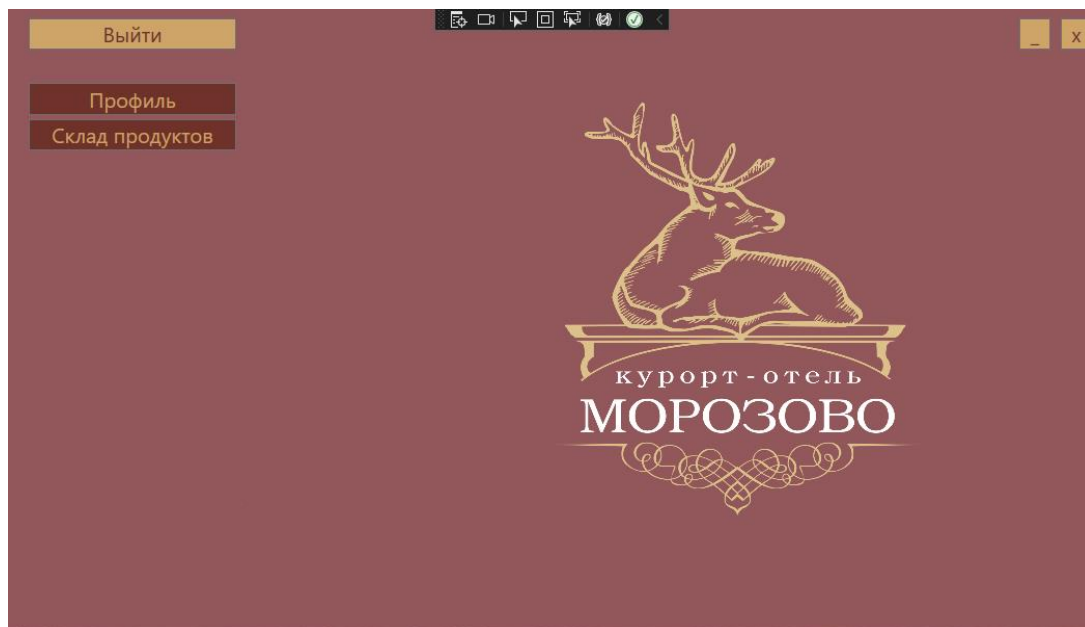 Выйти
_
x
Профиль
Склад продуктов
курорт-отель
МОРОЗОВО